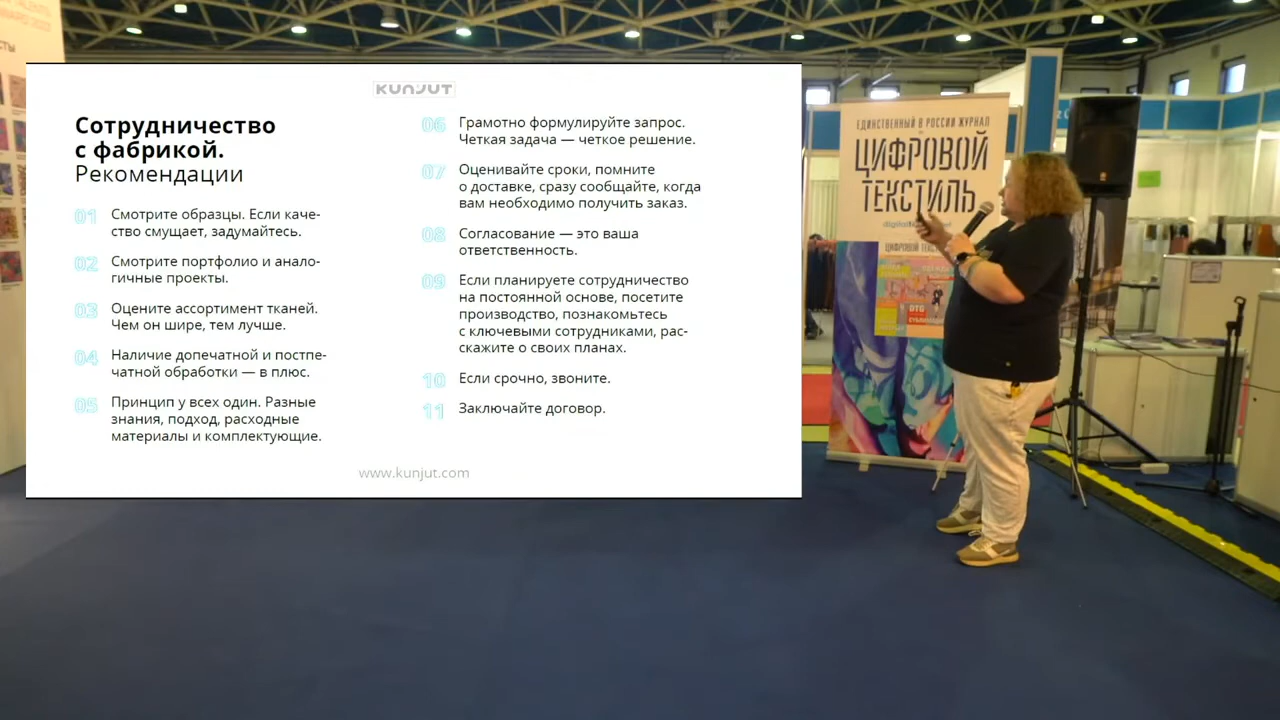 KUNJUT
Сотрудничество
с фабрикой.
Рекомендации
01 Смотрите образцы. Если каче-
ство смущает, задумайтесь.
02 Смотрите портфолио и анало-
гичные проекты.
03 Оцените ассортимент тканей.
Чем он шире, тем лучше.
04 Наличие допечатной и постпе-
чатной обработки — в плюс.
05 Принцип у всех один. Разные
знания, подход, расходные
материалы и комплектующие.
06 Грамотно формулируйте запрос.
Четкая задача — четкое решение.
07 Оценивайте сроки, помните
о доставке, сразу сообщайте, когда
вам необходимо получить заказ.
08 Согласование — это ваша
ответственность.
09 Если планируете сотрудничество
на постоянной основе, посетите
производство, познакомьтесь
с ключевыми сотрудниками, рас-
скажите о своих планах.
10 Если срочно, звоните.
11 Заключайте договор.
www.kunjut.com
ЕДИНСТВЕННЫЙ В РОССИИ ЖУРНАЛ
ЦИФРОВОЙ
ТЕКСТИЛЬ
ЦИФРОВОЙ
DTG